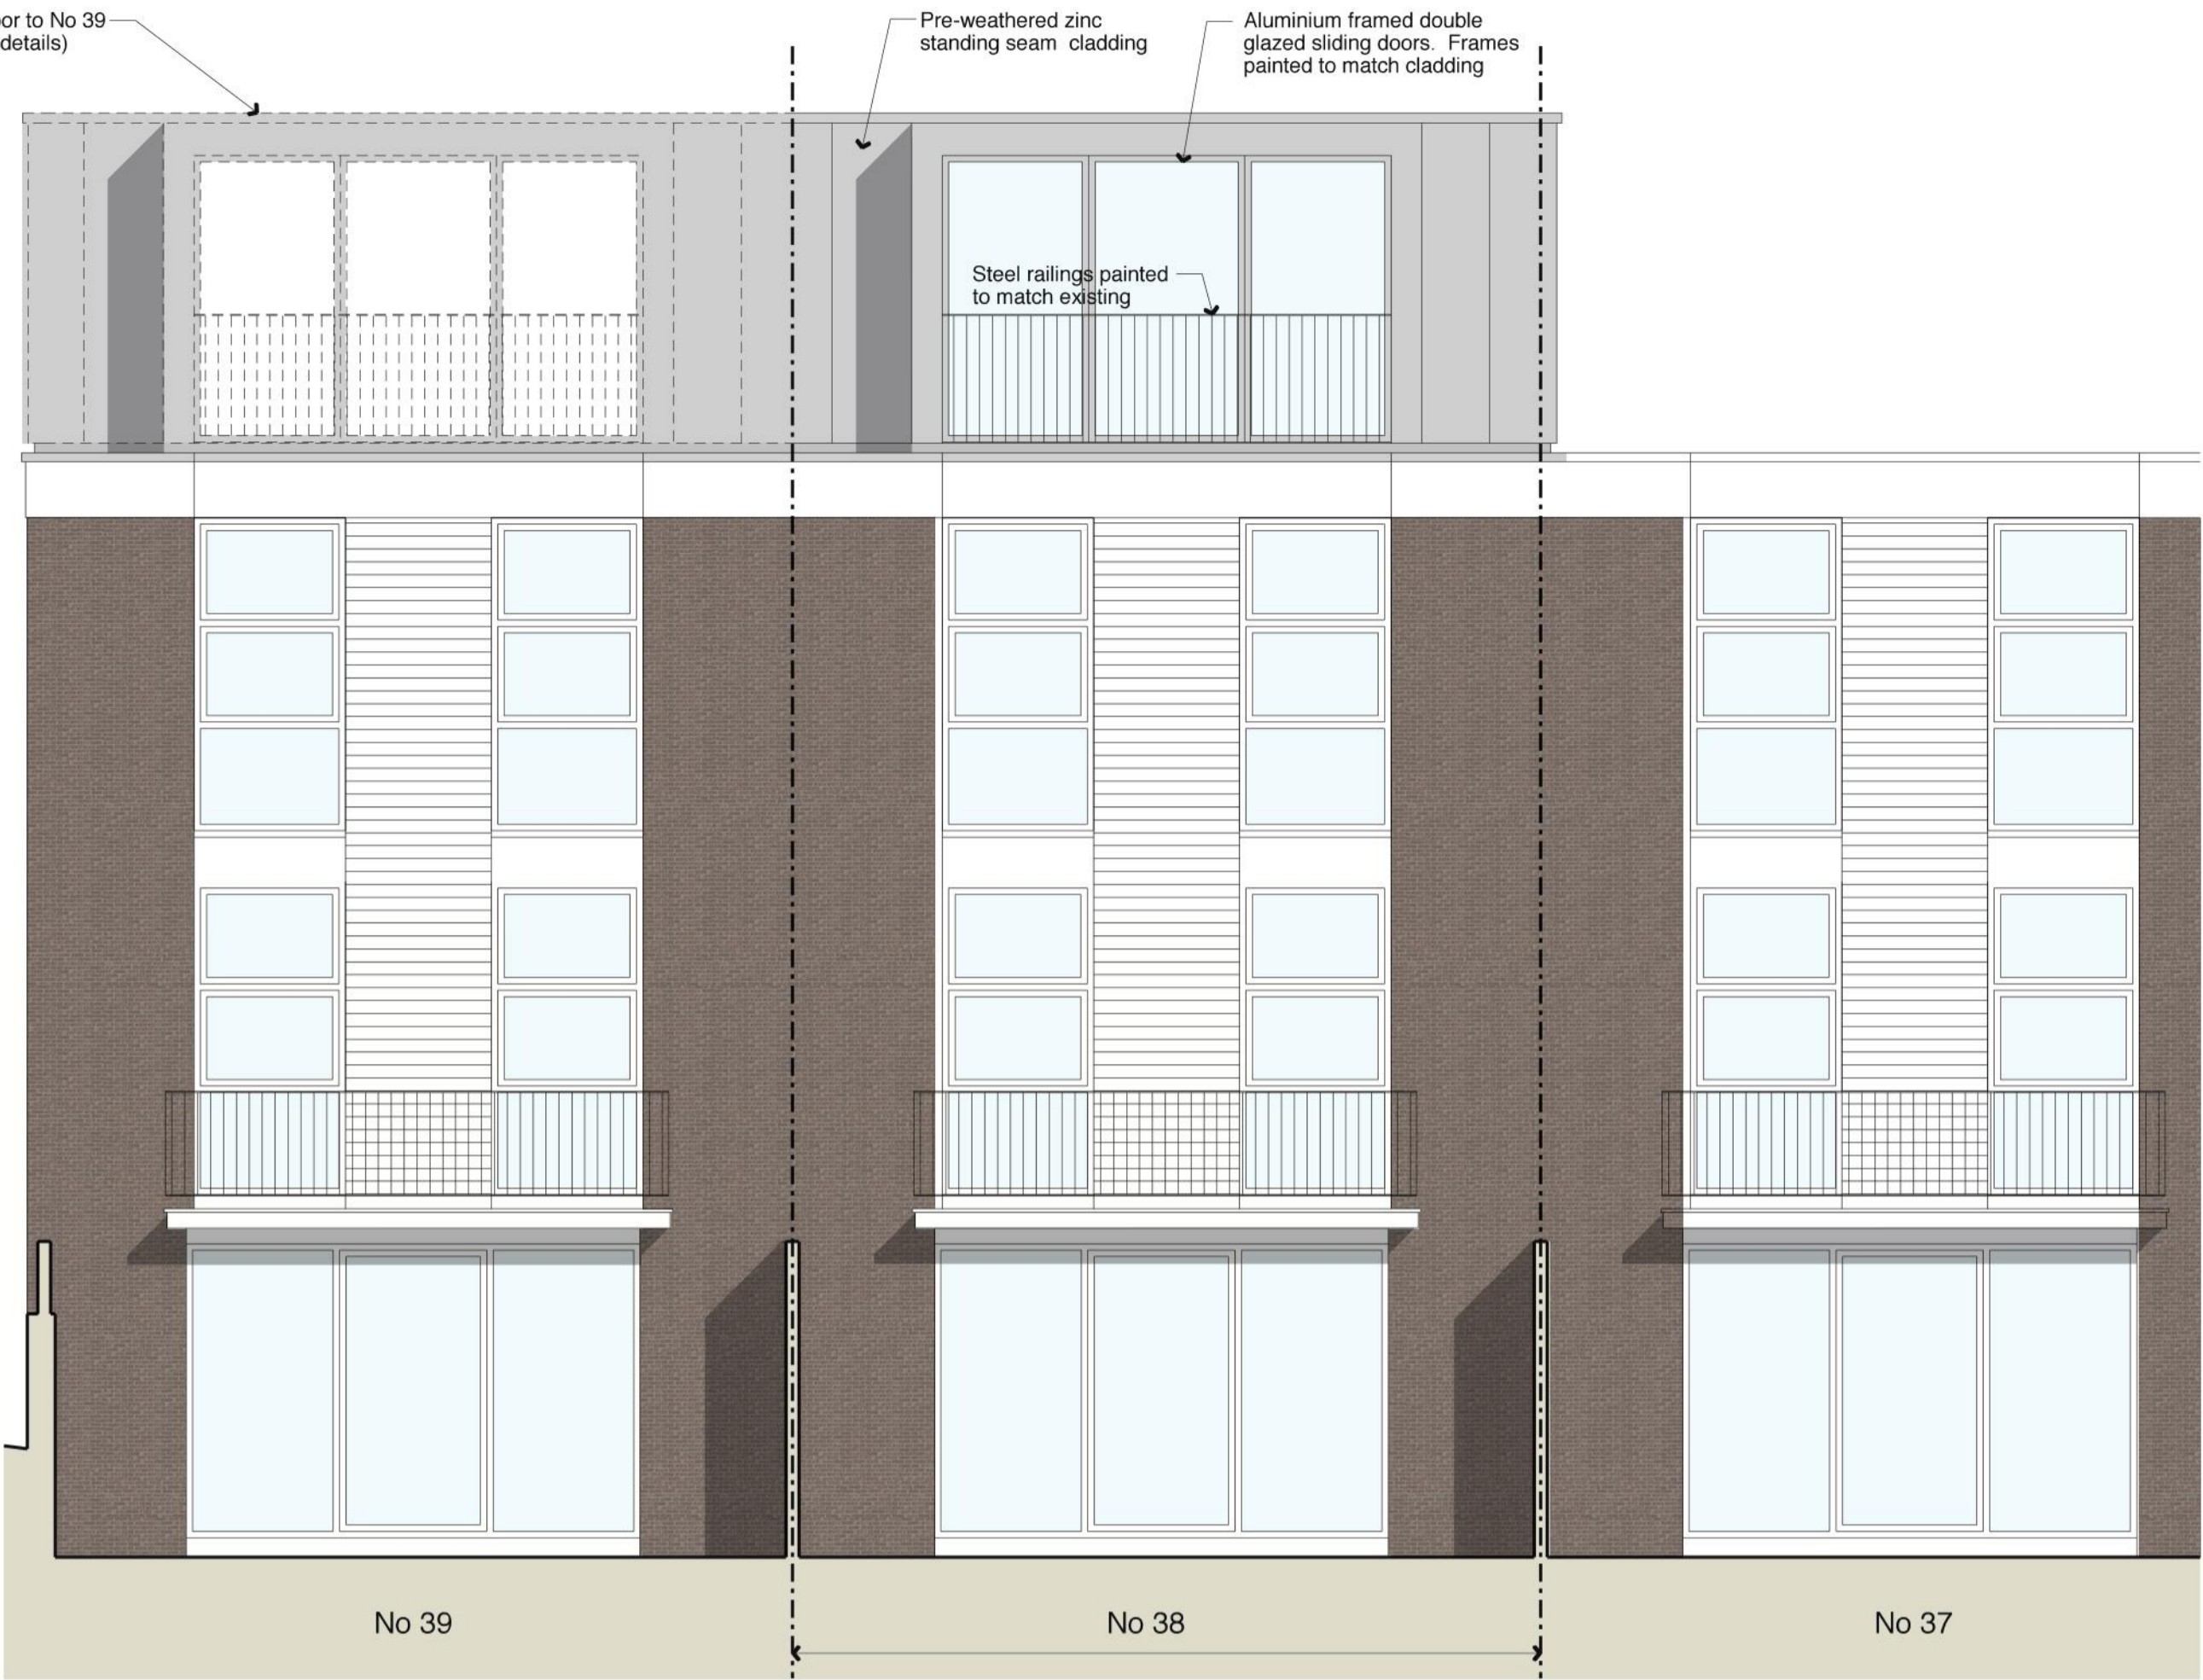 to No 39
details)
Pre-weathered zinc
standing seam cladding
Aluminium framed double
glazed sliding doors. Frames
painted to match cladding
Steel railings painted
to match existing
No 39
No 38
No 37